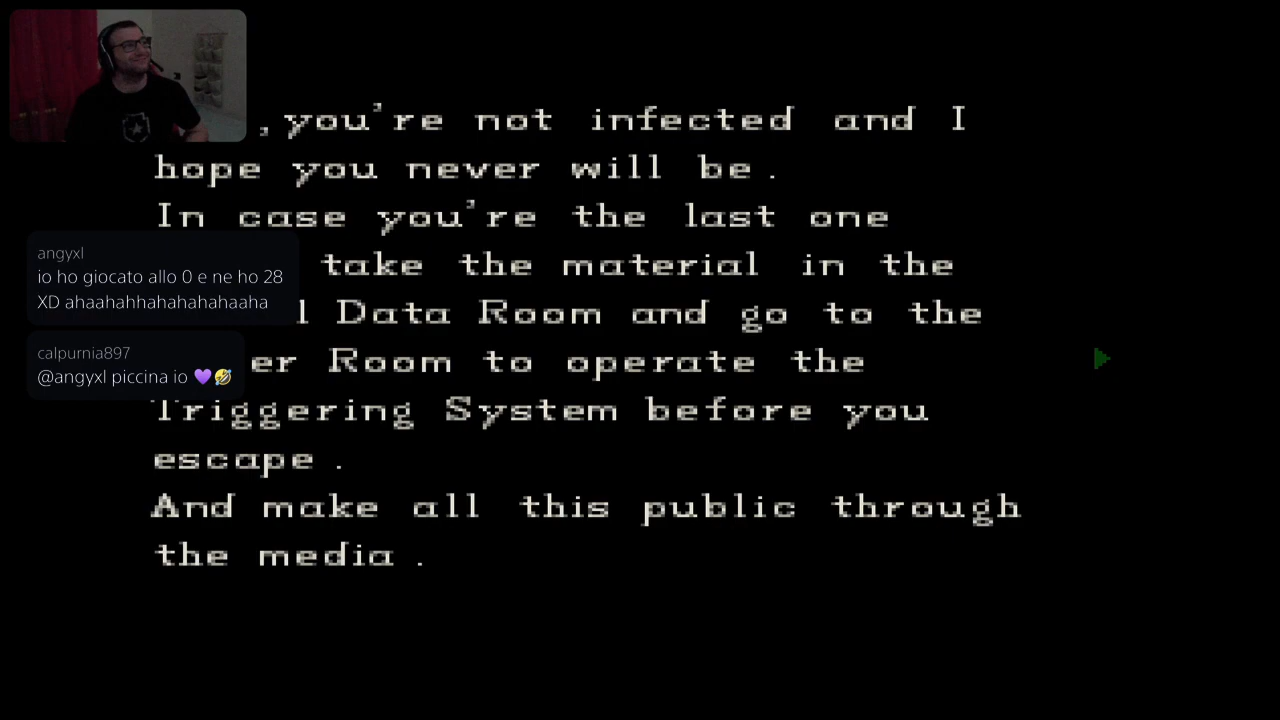 ,you're not infected and I
hope you never will be.
In case you're the last one
take the material in the
Data Room and go to the
Room to operate the
Triggering System before you
escape.
And make all this public through
the media.
angyxl
io ho giocato allo 0 e ne ho 28
XD ahaahahhahahahahaaha
calpurnia897
@angyxl piccina io 💜🤣